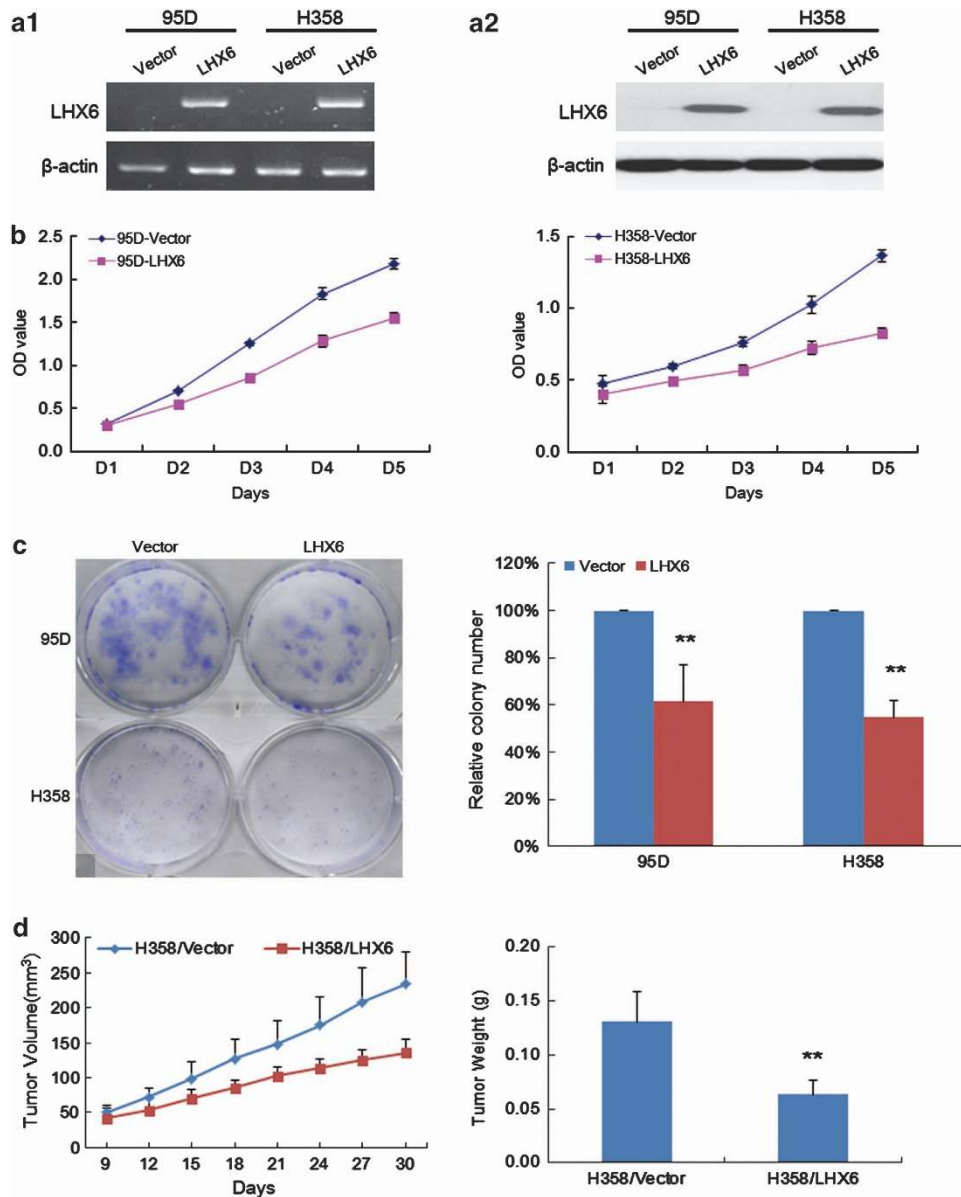 a1
95D H358
Vector LHX6 Vector LHX6
LHX6
β-actin
a2
95D H358
Vector LHX6 Vector LHX6
LHX6
β-actin
b
95D-Vector
95D-LHX6
OD value
2.5
2.0
1.5
1.0
0.5
0.0
D1 D2 D3 D4 D5
Days
H358-Vector
H358-LHX6
OD value
1.5
1.0
0.5
0.0
D1 D2 D3 D4 D5
Days
c
Vector LHX6
95D
H358
Vector LHX6
Relative colony number
120%
100%
80%
60%
40%
20%
0%
** **
95D H358
d
H358/Vector H358/LHX6
Tumor Volume(mm³)
300
250
200
150
100
50
0
9 12 15 18 21 24 27 30
Days
Tumor Weight (g)
0.20
0.15
0.10
0.05
0.00
**
H358/Vector H358/LHX6